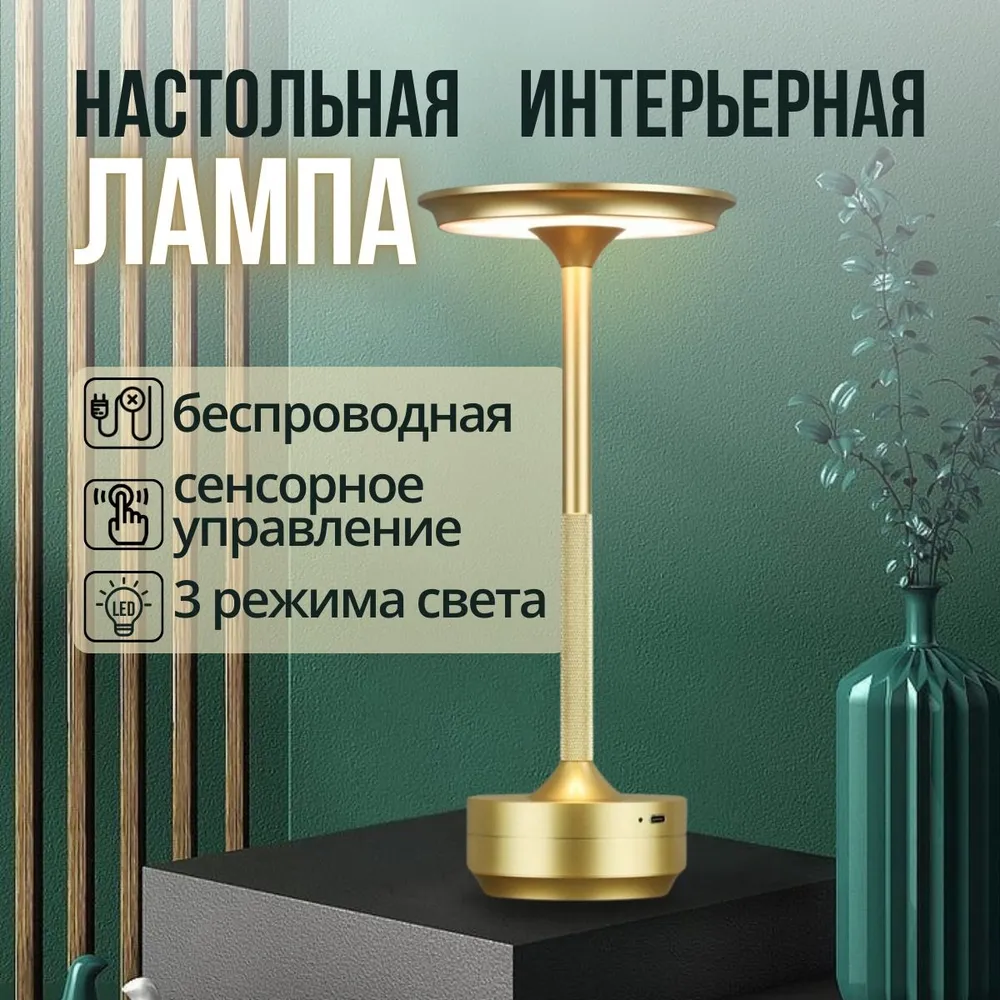 НАСТОЛЬНАЯ ИНТЕРЬЕРНАЯ
ЛАМПА
беспроводная
сенсорное
управление
LED
3 режима света